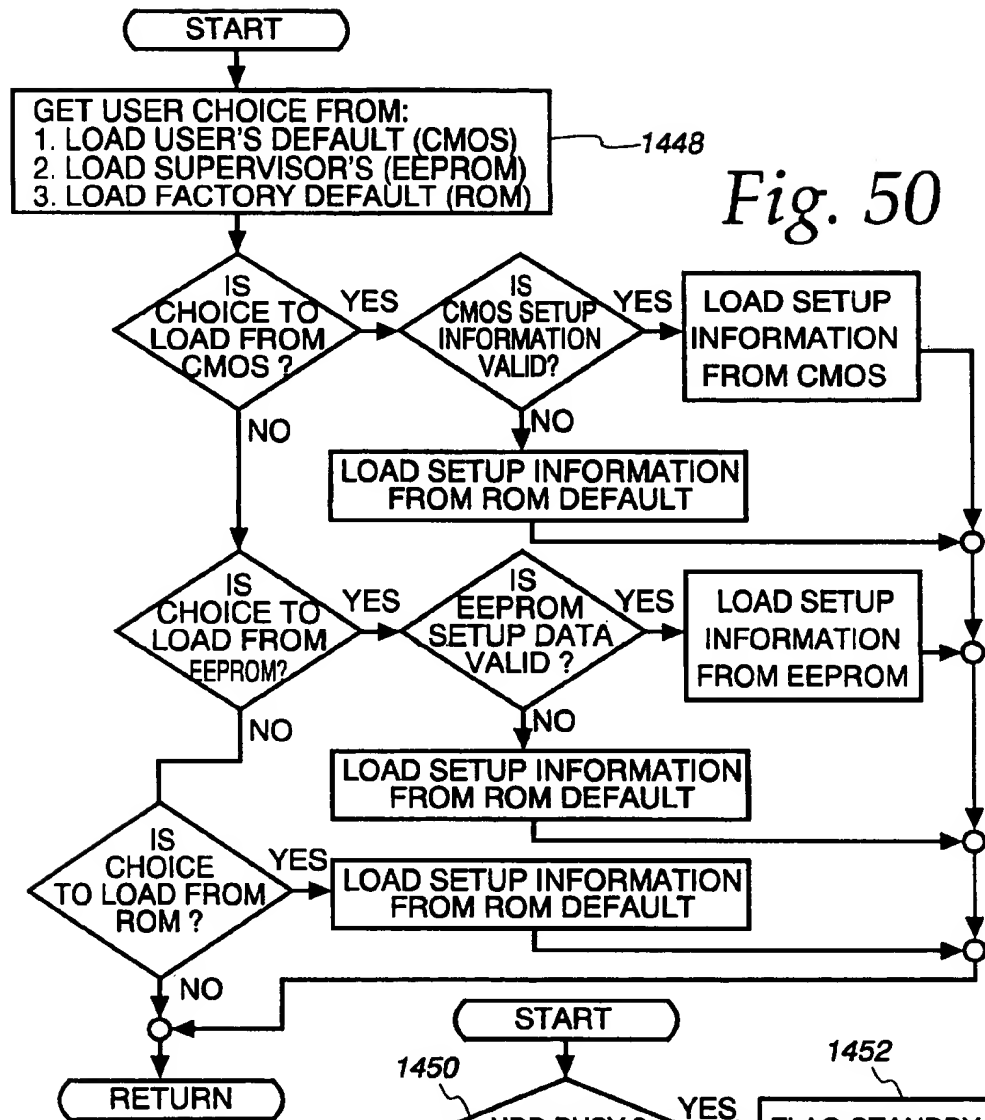 START
GET USER CHOICE FROM:
1. LOAD USER'S DEFAULT (CMOS)
2. LOAD SUPERVISOR'S (EEPROM)
3. LOAD FACTORY DEFAULT (ROM)
1448
Fig. 50
IS
CHOICE TO
LOAD FROM
CMOS ?
YES
NO
IS
CMOS SETUP
INFORMATION
VALID?
YES
NO
LOAD SETUP
INFORMATION
FROM CMOS
LOAD SETUP INFORMATION
FROM ROM DEFAULT
IS
CHOICE TO
LOAD FROM
EEPROM?
YES
NO
IS
EEPROM
SETUP DATA
VALID ?
YES
NO
LOAD SETUP
INFORMATION
FROM EEPROM
LOAD SETUP INFORMATION
FROM ROM DEFAULT
IS
CHOICE
TO LOAD FROM
ROM ?
YES
NO
LOAD SETUP INFORMATION
FROM ROM DEFAULT
RETURN
START
1450
YES
1452